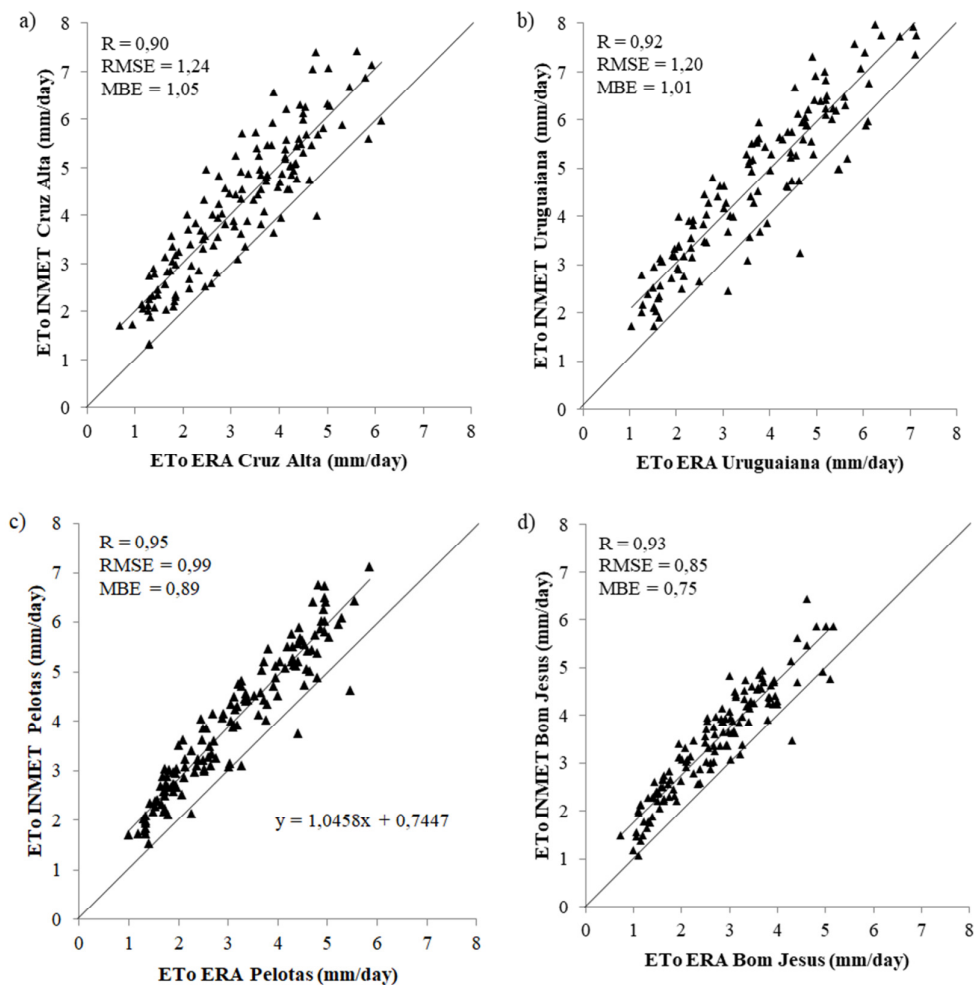 a)
R = 0,90
RMSE = 1,24
MBE = 1,05
ETo INMET Cruz Alta (mm/day)
8
7
6
5
4
3
2
1
0
0 1 2 3 4 5 6 7 8
ETo ERA Cruz Alta (mm/day)
b)
R = 0,92
RMSE = 1,20
MBE = 1,01
ETo INMET Uruguaiana (mm/day)
8
7
6
5
4
3
2
1
0
0 1 2 3 4 5 6 7 8
ETo ERA Uruguaiana (mm/day)
c)
R = 0,95
RMSE = 0,99
MBE = 0,89
ETo INMET Pelotas (mm/day)
8
7
6
5
4
3
2
1
0
y = 1,0458x + 0,7447
0 1 2 3 4 5 6 7 8
ETo ERA Pelotas (mm/day)
d)
R = 0,93
RMSE = 0,85
MBE = 0,75
ETo INMET Bom Jesus (mm/day)
8
7
6
5
4
3
2
1
0
0 1 2 3 4 5 6 7 8
ETo ERA Bom Jesus (mm/day)